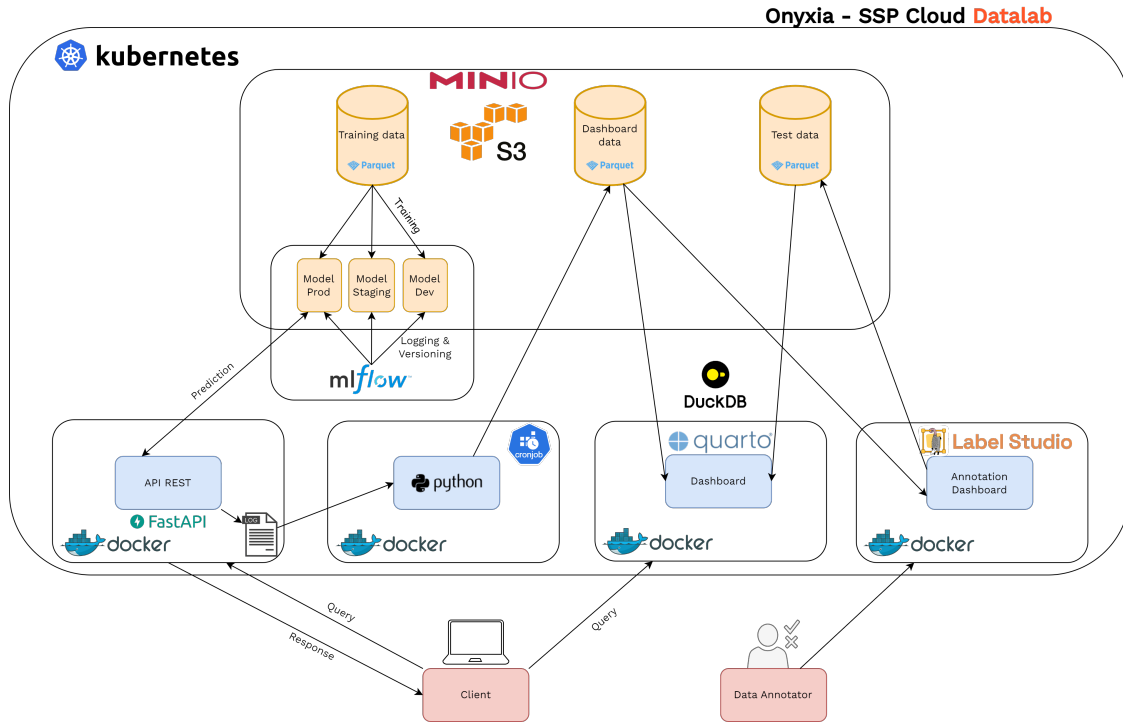 Onyxia - SSP Cloud Datalab
kubernetes
MINIO
Training data
Parquet
S3
Dashboard
data
Parquet
Test data
Parquet
Training
Model
Prod
Model
Staging
Model
Dev
Logging &
Versioning
mlflow™
Prediction
DuckDB
API REST
FastAPI
LOG
docker
python
cronjob
docker
quarto®
Dashboard
docker
Label Studio
Annotation
Dashboard
docker
Query
Response
Query
Client
Data Annotator